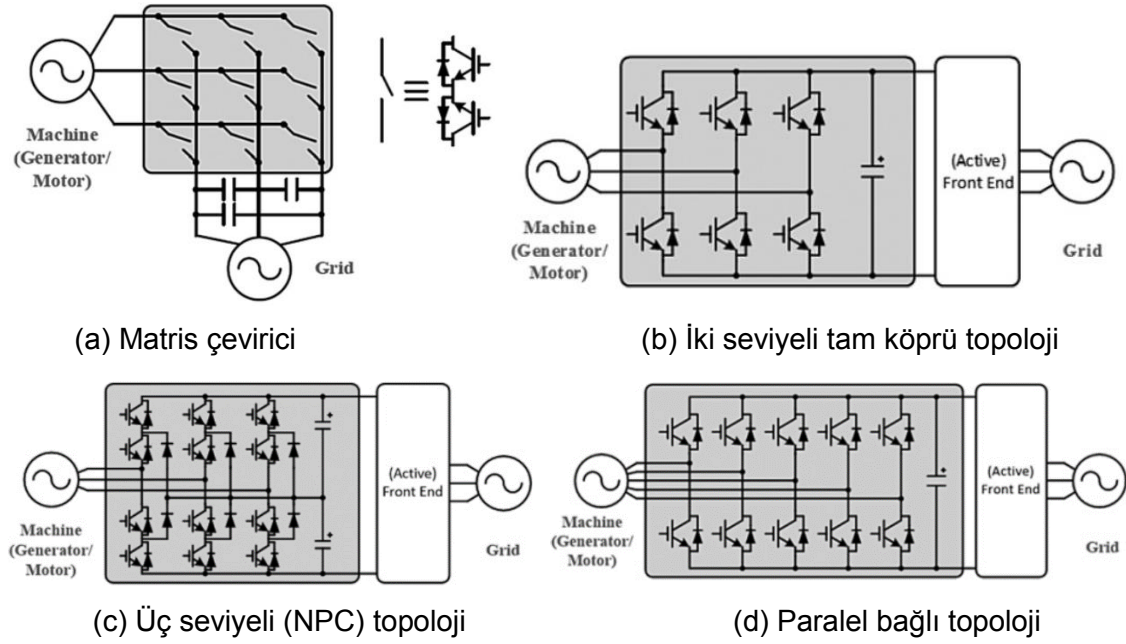 Machine
(Generator/
Motor)
Grid
(a) Matris çevirici
Machine
(Generator/
Motor)
+
(Active)
Front End
Grid
(b) İki seviyeli tam köprü topoloji
Machine
(Generator/
Motor)
+
+
(Active)
Front End
Grid
(c) Üç seviyeli (NPC) topoloji
Machine
(Generator/
Motor)
+
(Active)
Front End
Grid
(d) Paralel bağlı topoloji